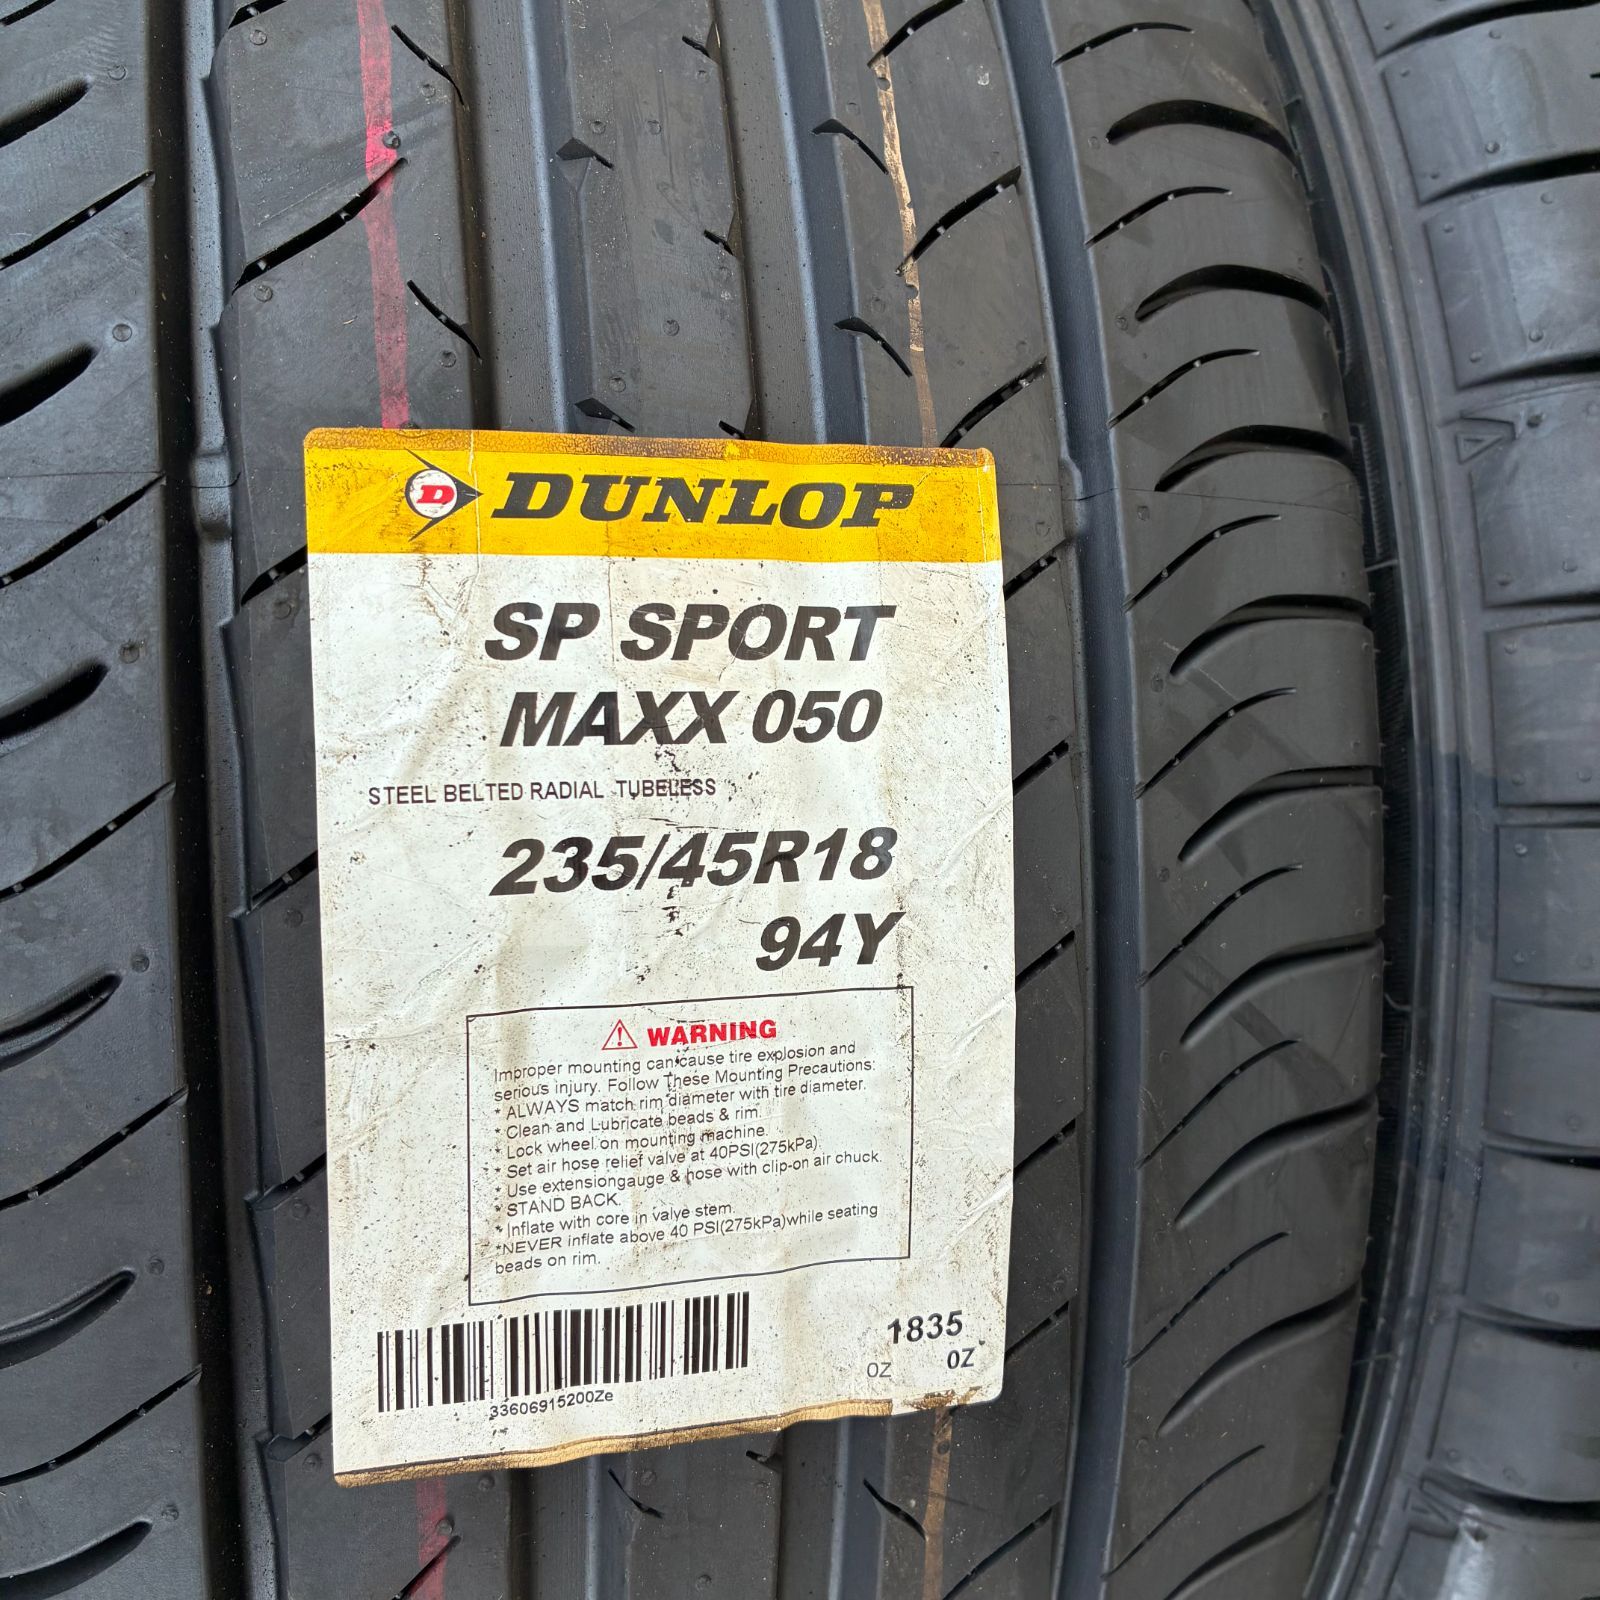 D DUNLOP
SP SPORT
MAXX 050
STEEL BELTED RADIAL TUBELESS
235/45R18
94Y
WARNING
Improper mounting can cause tire explosion and
serious injury. Follow These Mounting Precautions:
* ALWAYS match rim diameter with tire diameter.
* Clean and Lubricate beads & rim.
* Lock wheel on mounting machine.
* Set air hose relief valve at 40PSI(275kPa).
* Use extensiongauge & hose with clip-on air chuck.
* STAND BACK.
* Inflate with core in valve stem.
*NEVER inflate above 40 PSI(275kPa)while seating
beads on rim.
33606915200Ze
1835
OZ 0Z